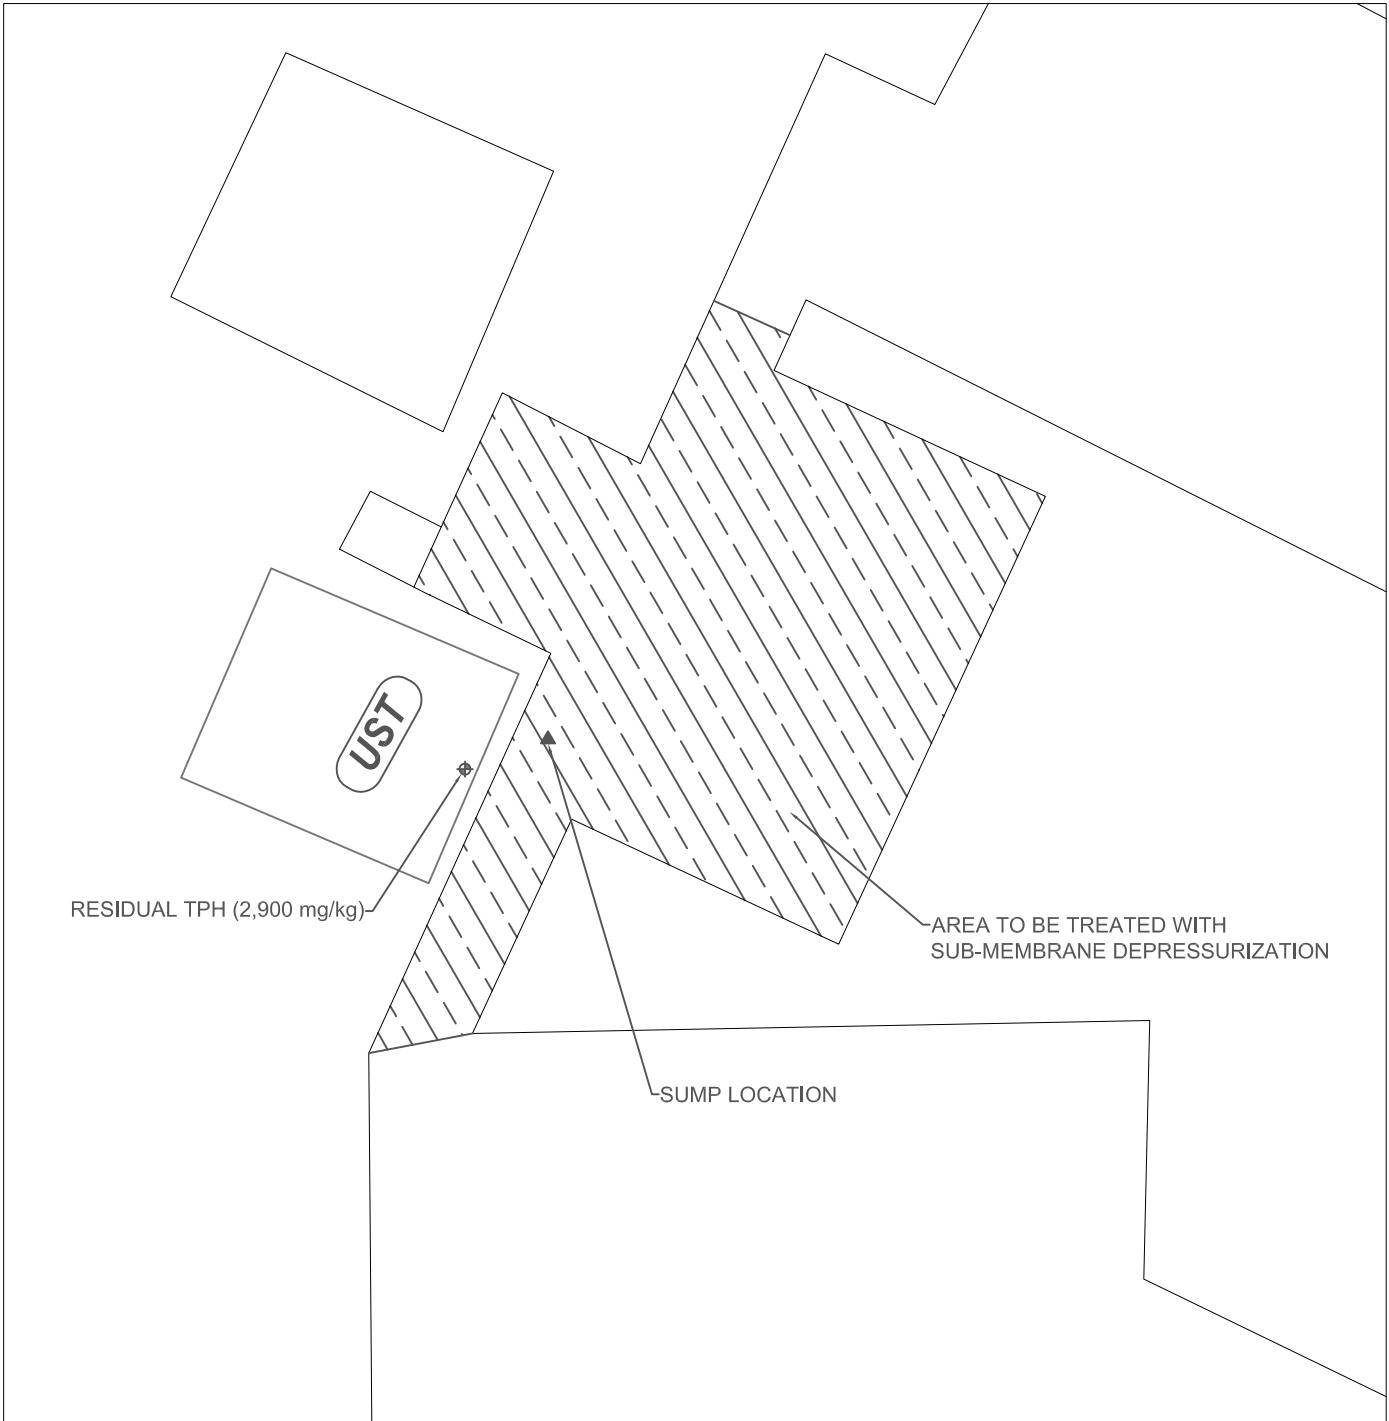 UST
RESIDUAL TPH (2,900 mg/kg)
AREA TO BE TREATED WITH
SUB-MEMBRANE DEPRESSURIZATION
SUMP LOCATION